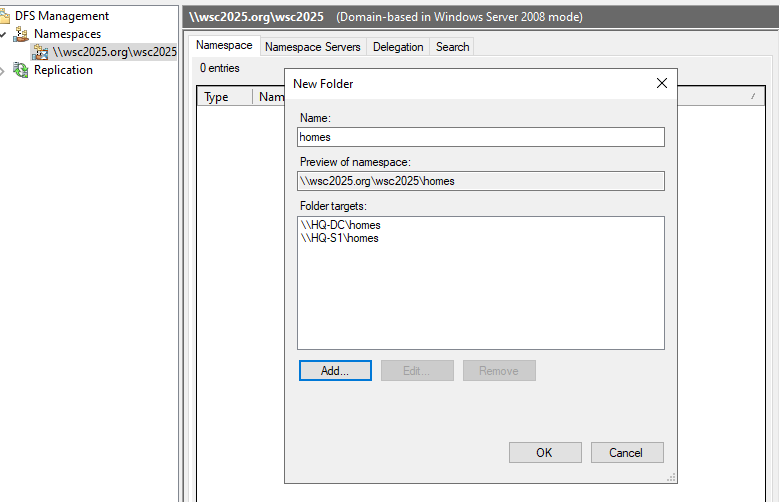 DFS Management
Namespaces
\\wsc2025.org\wsc2025
Replication
\\wsc2025.org\wsc2025 (Domain-based in Windows Server 2008 mode)
Namespace Namespace Servers Delegation Search
0 entries
Type Nam
New Folder
Name:
homes
Preview of namespace:
\\wsc2025.org\wsc2025\homes
Folder targets:
\\HQ-DC\homes
\\HQ-S1\homes
Add... Edit... Remove
OK Cancel